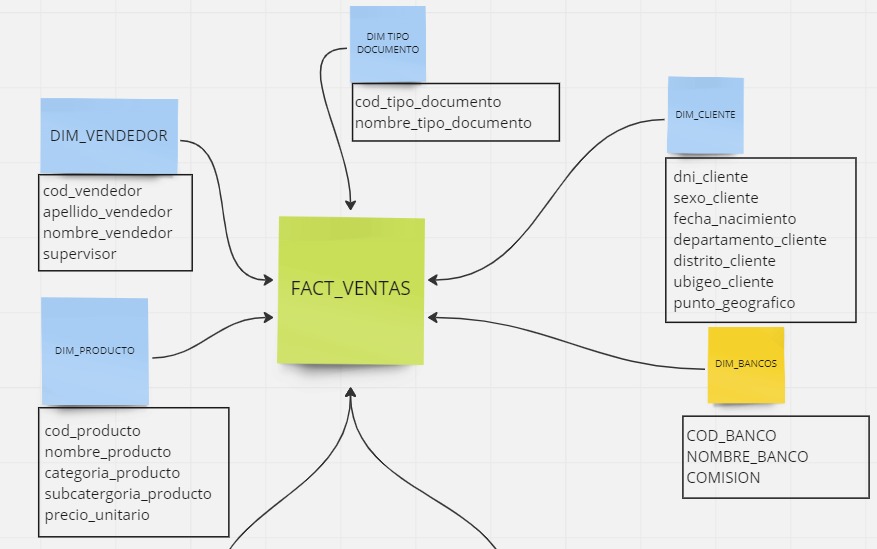 DIM TIPO
DOCUMENTO
cod_tipo_documento
nombre_tipo_documento
DIM_VENDEDOR
cod_vendedor
apellido_vendedor
nombre_vendedor
supervisor
DIM_CLIENTE
dni_cliente
sexo_cliente
fecha_nacimiento
departamento_cliente
distrito_cliente
ubigeo_cliente
punto_geografico
FACT_VENTAS
DIM_PRODUCTO
cod_producto
nombre_producto
categoria_producto
subcatergoria_producto
precio_unitario
DIM_BANCOS
COD_BANCO
NOMBRE_BANCO
COMISION